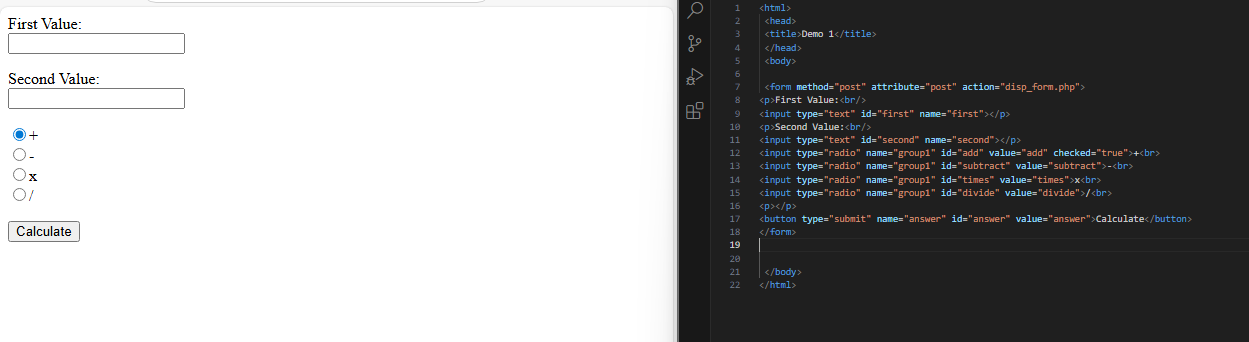 First Value:
Second Value:
+
-
x
/
Calculate
1 <html>
2 <head>
3 <title>Demo 1</title>
4 </head>
5 <body>
6
7 <form method="post" attribute="post" action="disp_form.php">
8 <p>First Value:<br/>
9 <input type="text" id="first" name="first"></p>
10 <p>Second Value:<br/>
11 <input type="text" id="second" name="second"></p>
12 <input type="radio" name="group1" id="add" value="add" checked="true">+<br>
13 <input type="radio" name="group1" id="subtract" value="subtract">-<br>
14 <input type="radio" name="group1" id="times" value="times">x<br>
15 <input type="radio" name="group1" id="divide" value="divide">/<br>
16 <p></p>
17 <button type="submit" name="answer" id="answer" value="answer">Calculate</button>
18 </form>
19
20
21 </body>
22 </html>